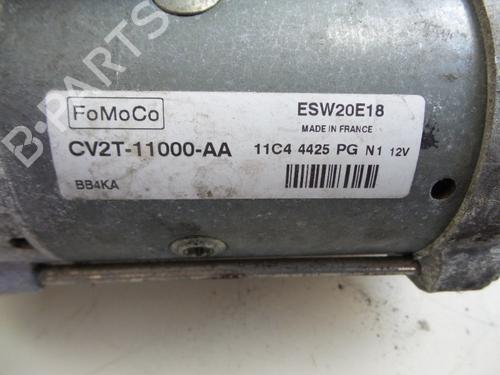 B-PARTS
FoMoCo ESW20E18
MADE IN FRANCE
CV2T-11000-AA 11C4 4425 PG N1 12V
BB4KA